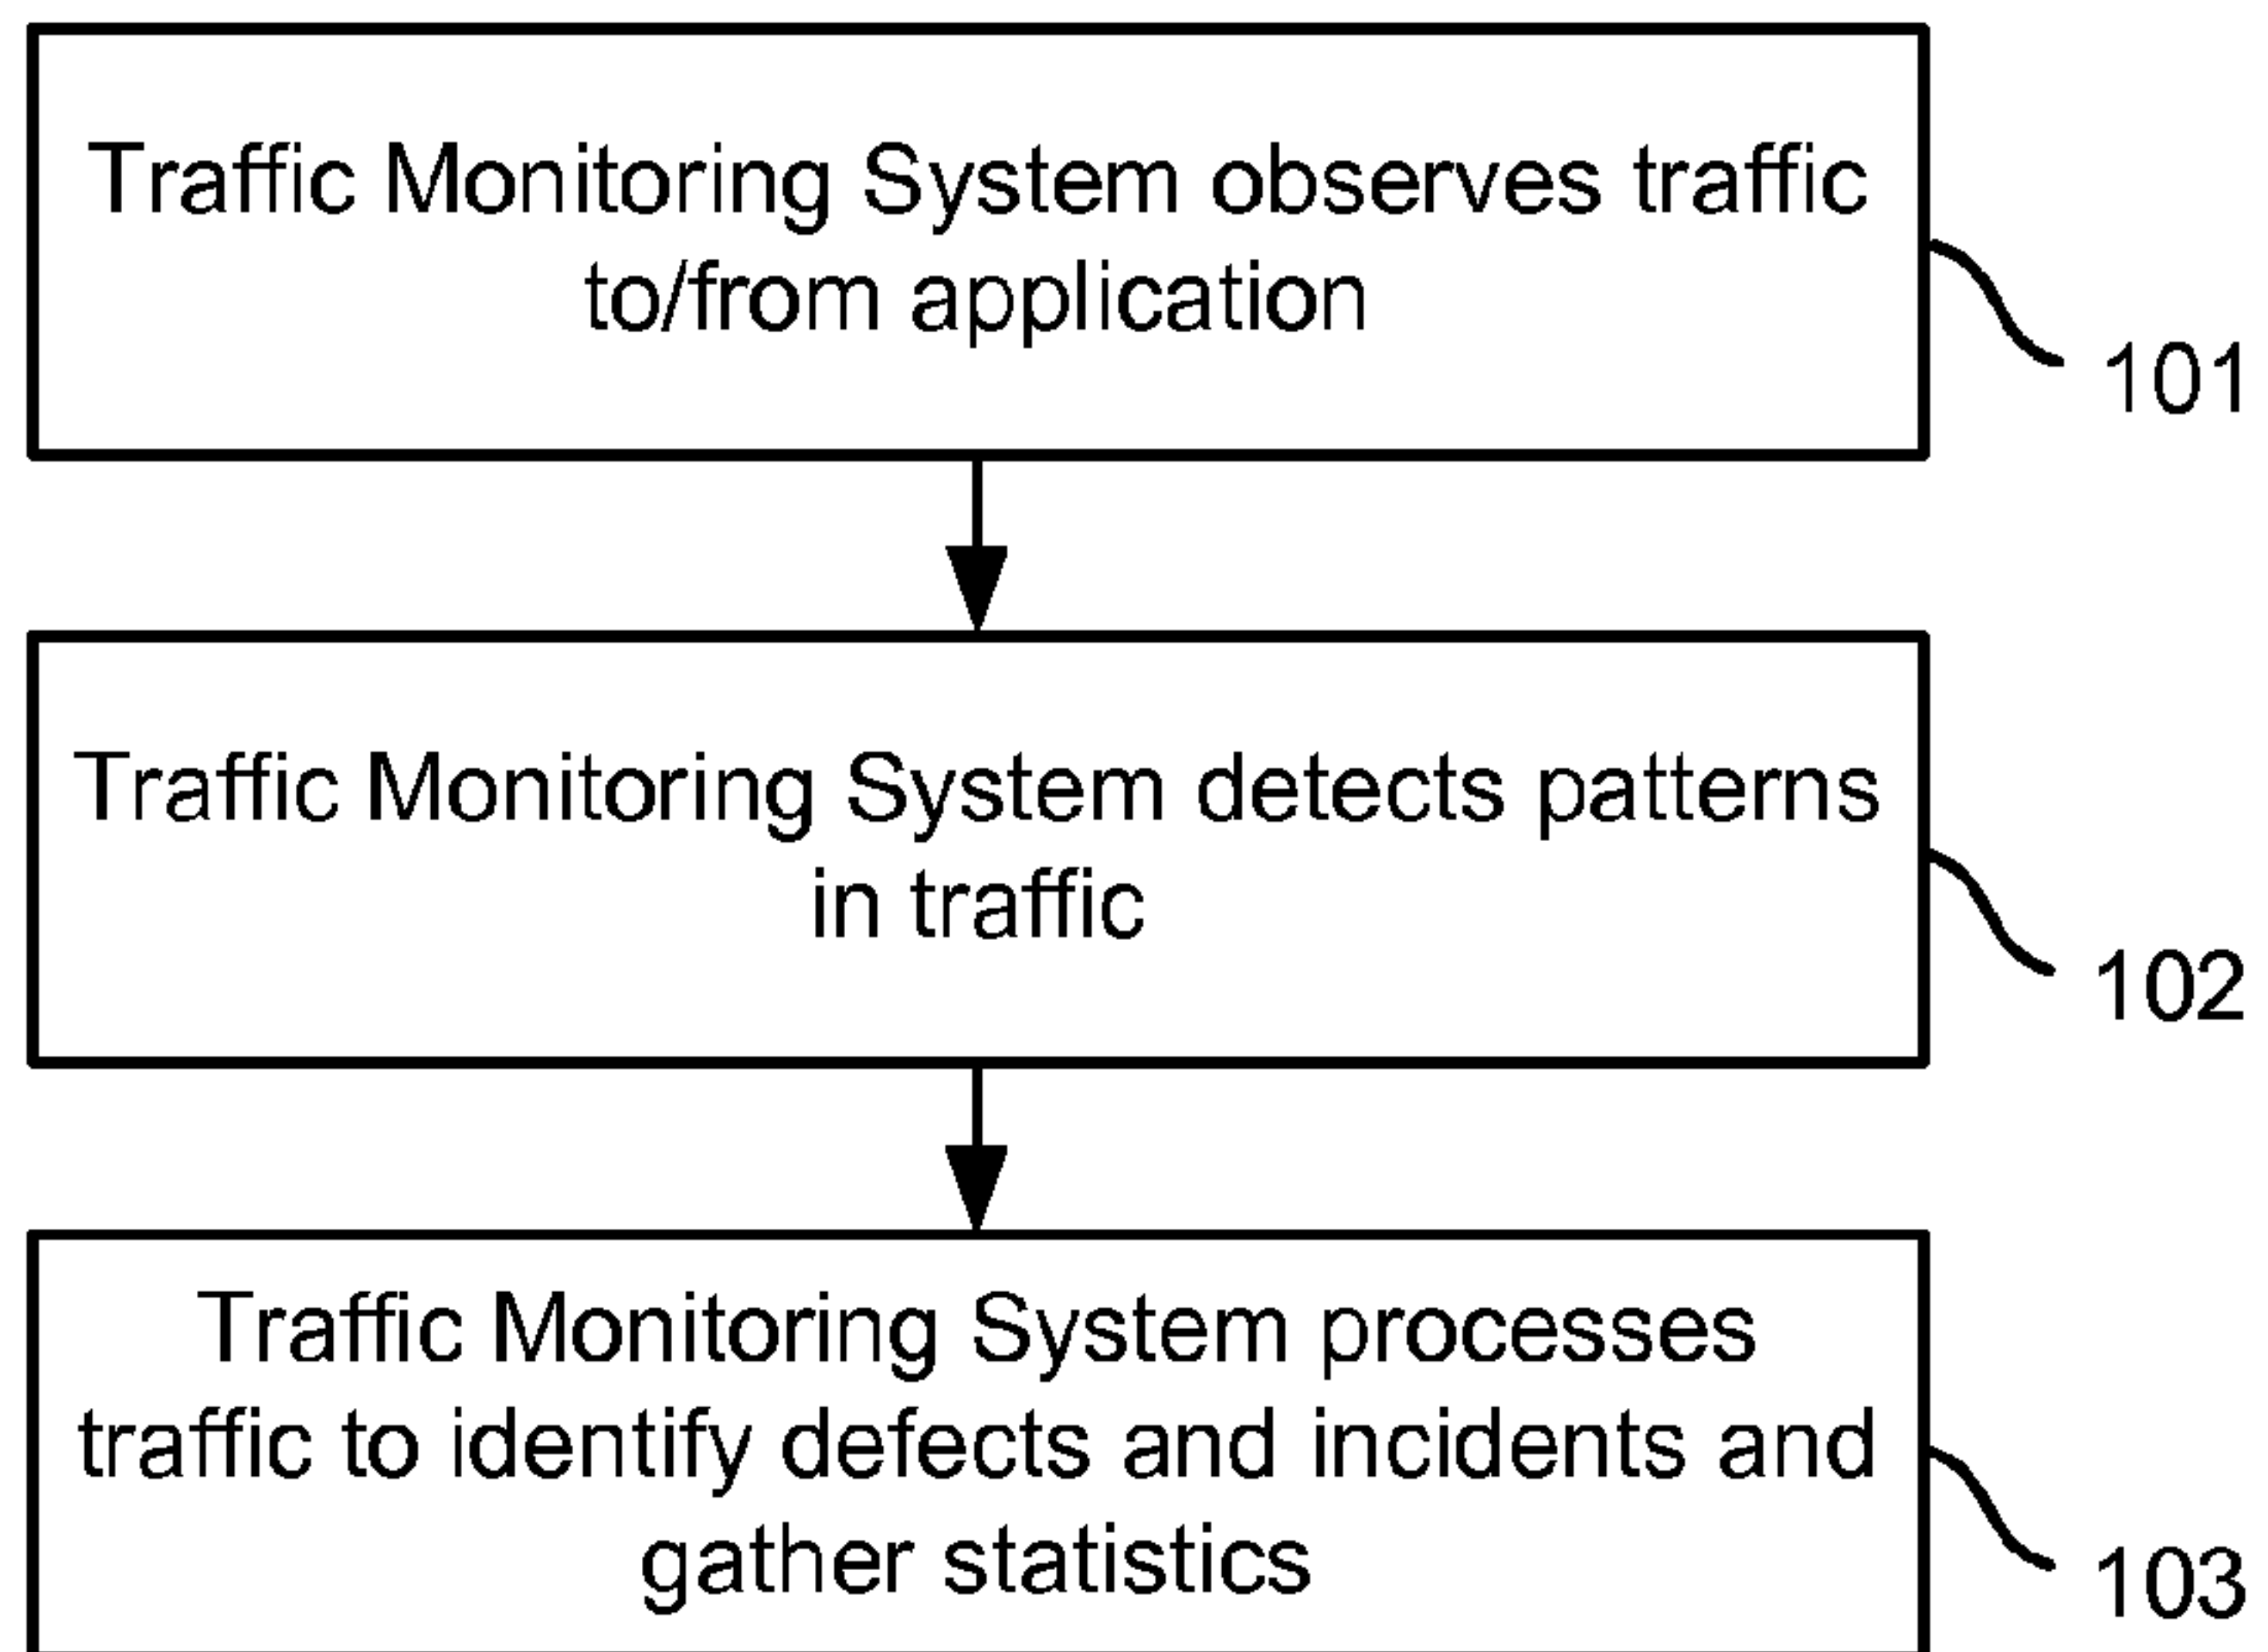 Traffic Monitoring System observes traffic
to/from application
101
Traffic Monitoring System detects patterns
in traffic
102
Traffic Monitoring System processes
traffic to identify defects and incidents and
gather statistics
103